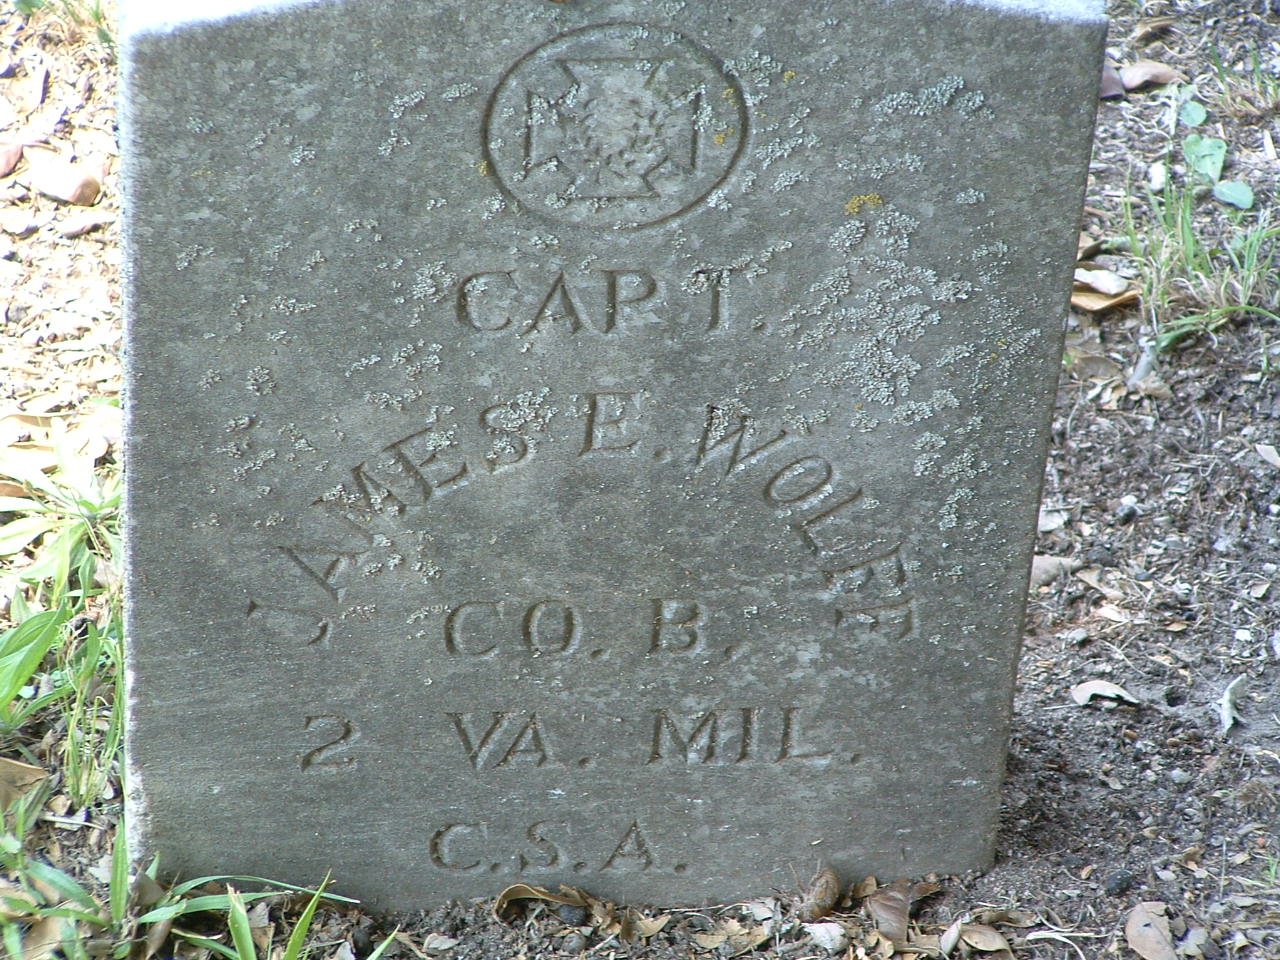 CAPT.
JAMES E. WOLFE
CO. B.
2 VA. MIL.
C.S.A.